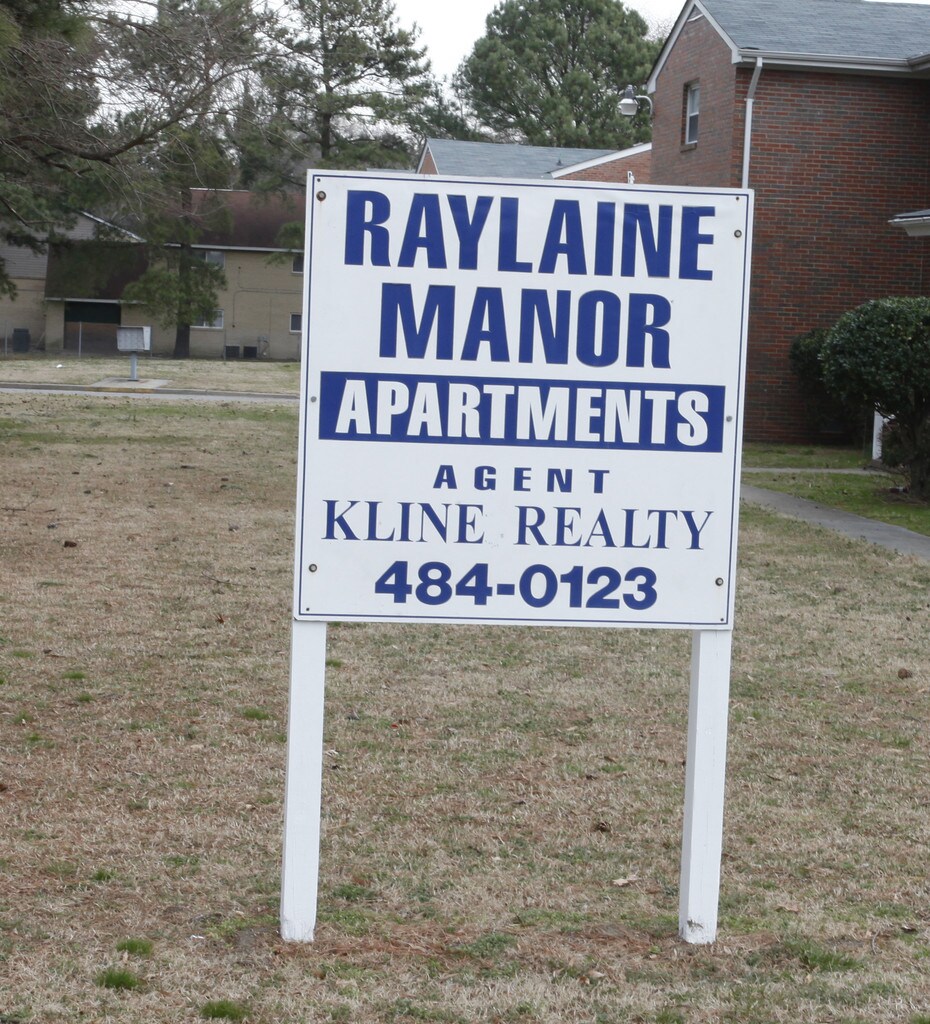 RAYLAINE
MANOR
APARTMENTS
AGENT
KLINE REALTY
484-0123